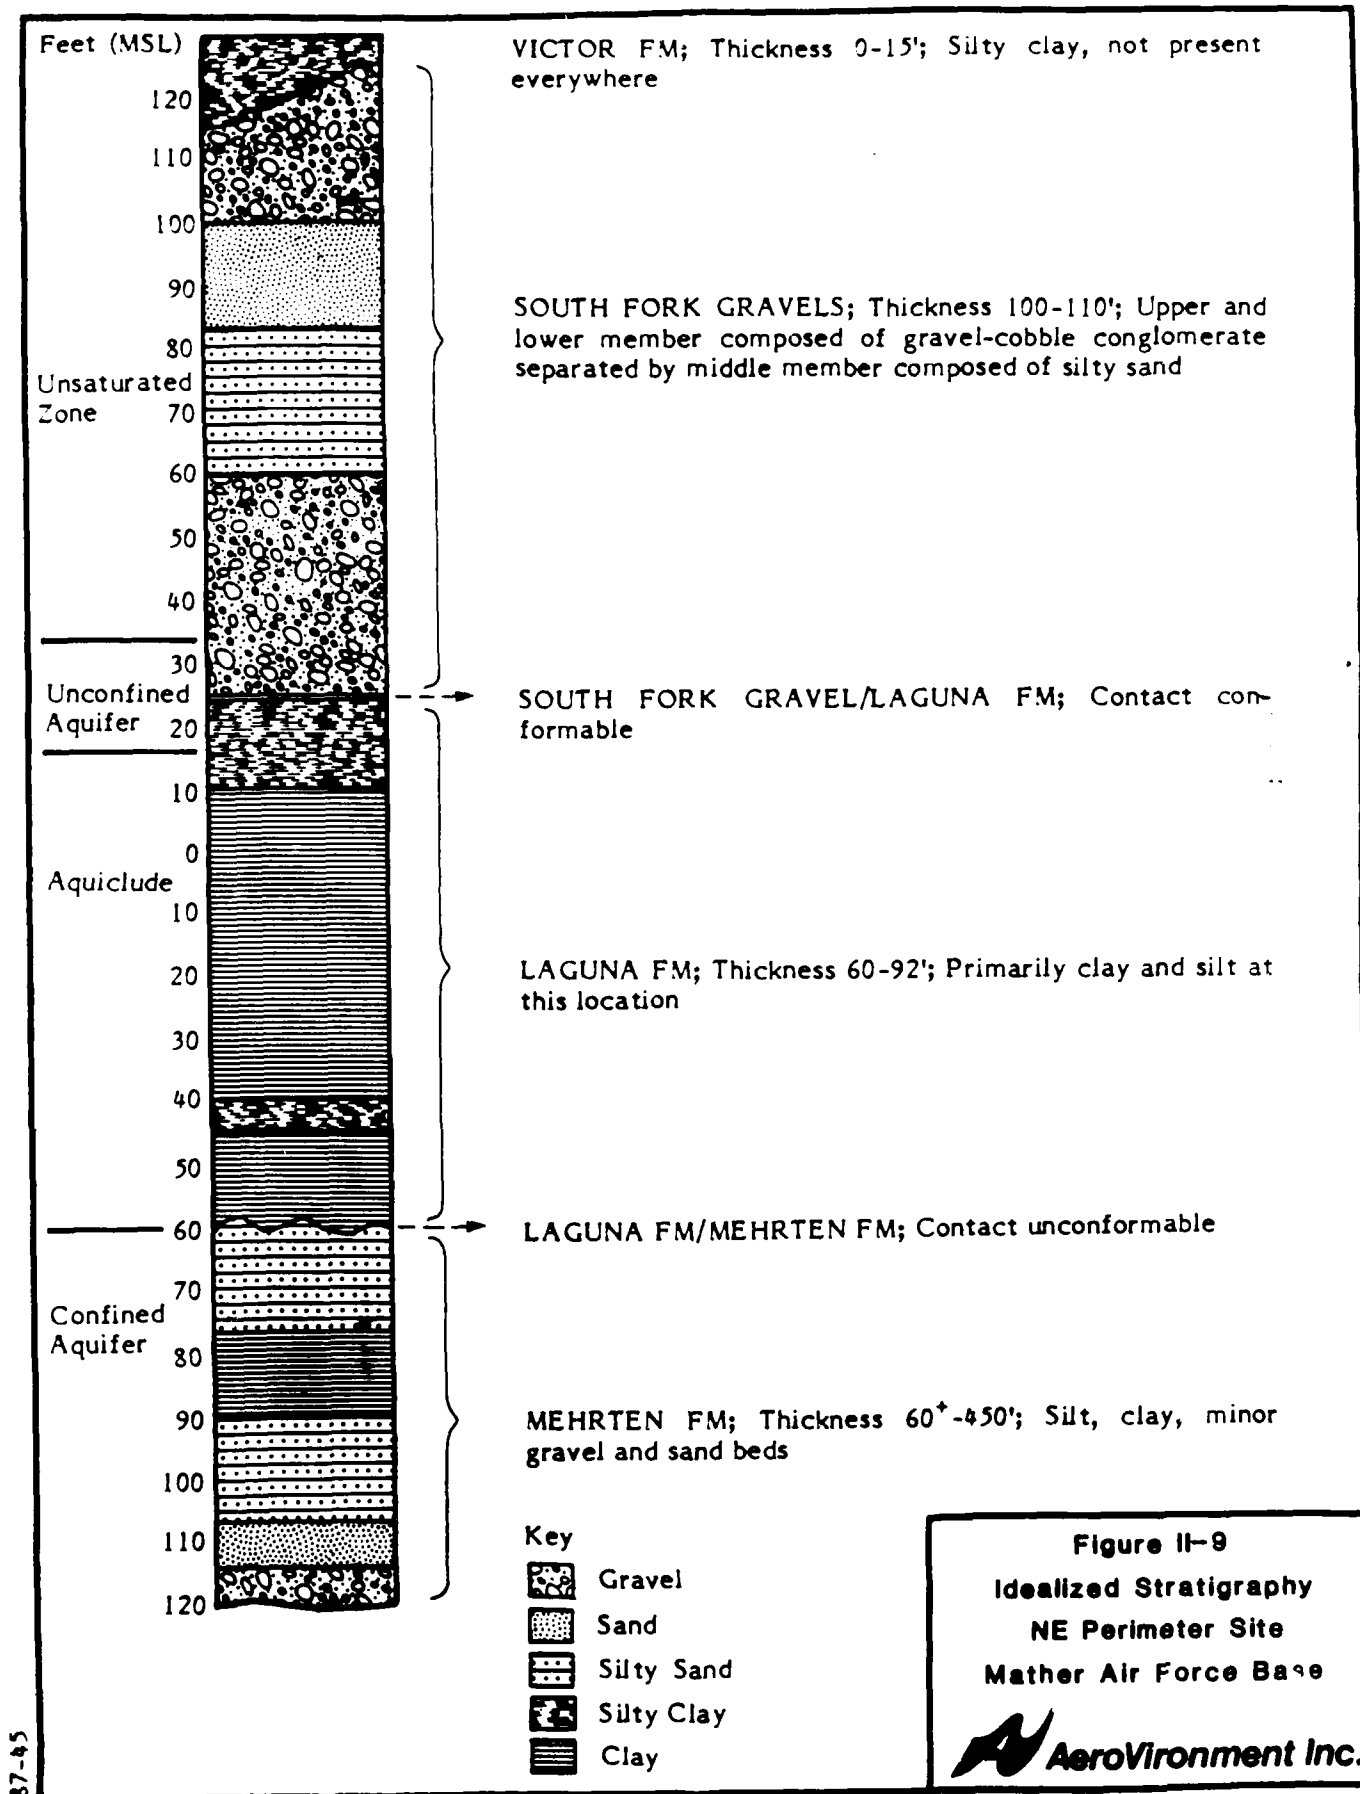 Feet (MSL)
120
110
100
90
80
Unsaturated
Zone
70
60
50
40
30
Unconfined
Aquifer
20
10
0
Aquiclude
10
20
30
40
50
60
70
Confined
Aquifer
80
90
100
110
120
VICTOR FM; Thickness 0-15'; Silty clay, not present
everywhere
SOUTH FORK GRAVELS; Thickness 100-110'; Upper and
lower member composed of gravel-cobble conglomerate
separated by middle member composed of silty sand
SOUTH FORK GRAVEL/LAGUNA FM; Contact con-
formable
LAGUNA FM; Thickness 60-92'; Primarily clay and silt at
this location
LAGUNA FM/MEHRTEN FM; Contact unconformable
MEHRTEN FM; Thickness 60+-450'; Silt, clay, minor
gravel and sand beds
Key
Gravel
Sand
Silty Sand
Silty Clay
Clay
Figure II-9
Idealized Stratigraphy
NE Perimeter Site
Mather Air Force Base
AeroVironment Inc.
87-45